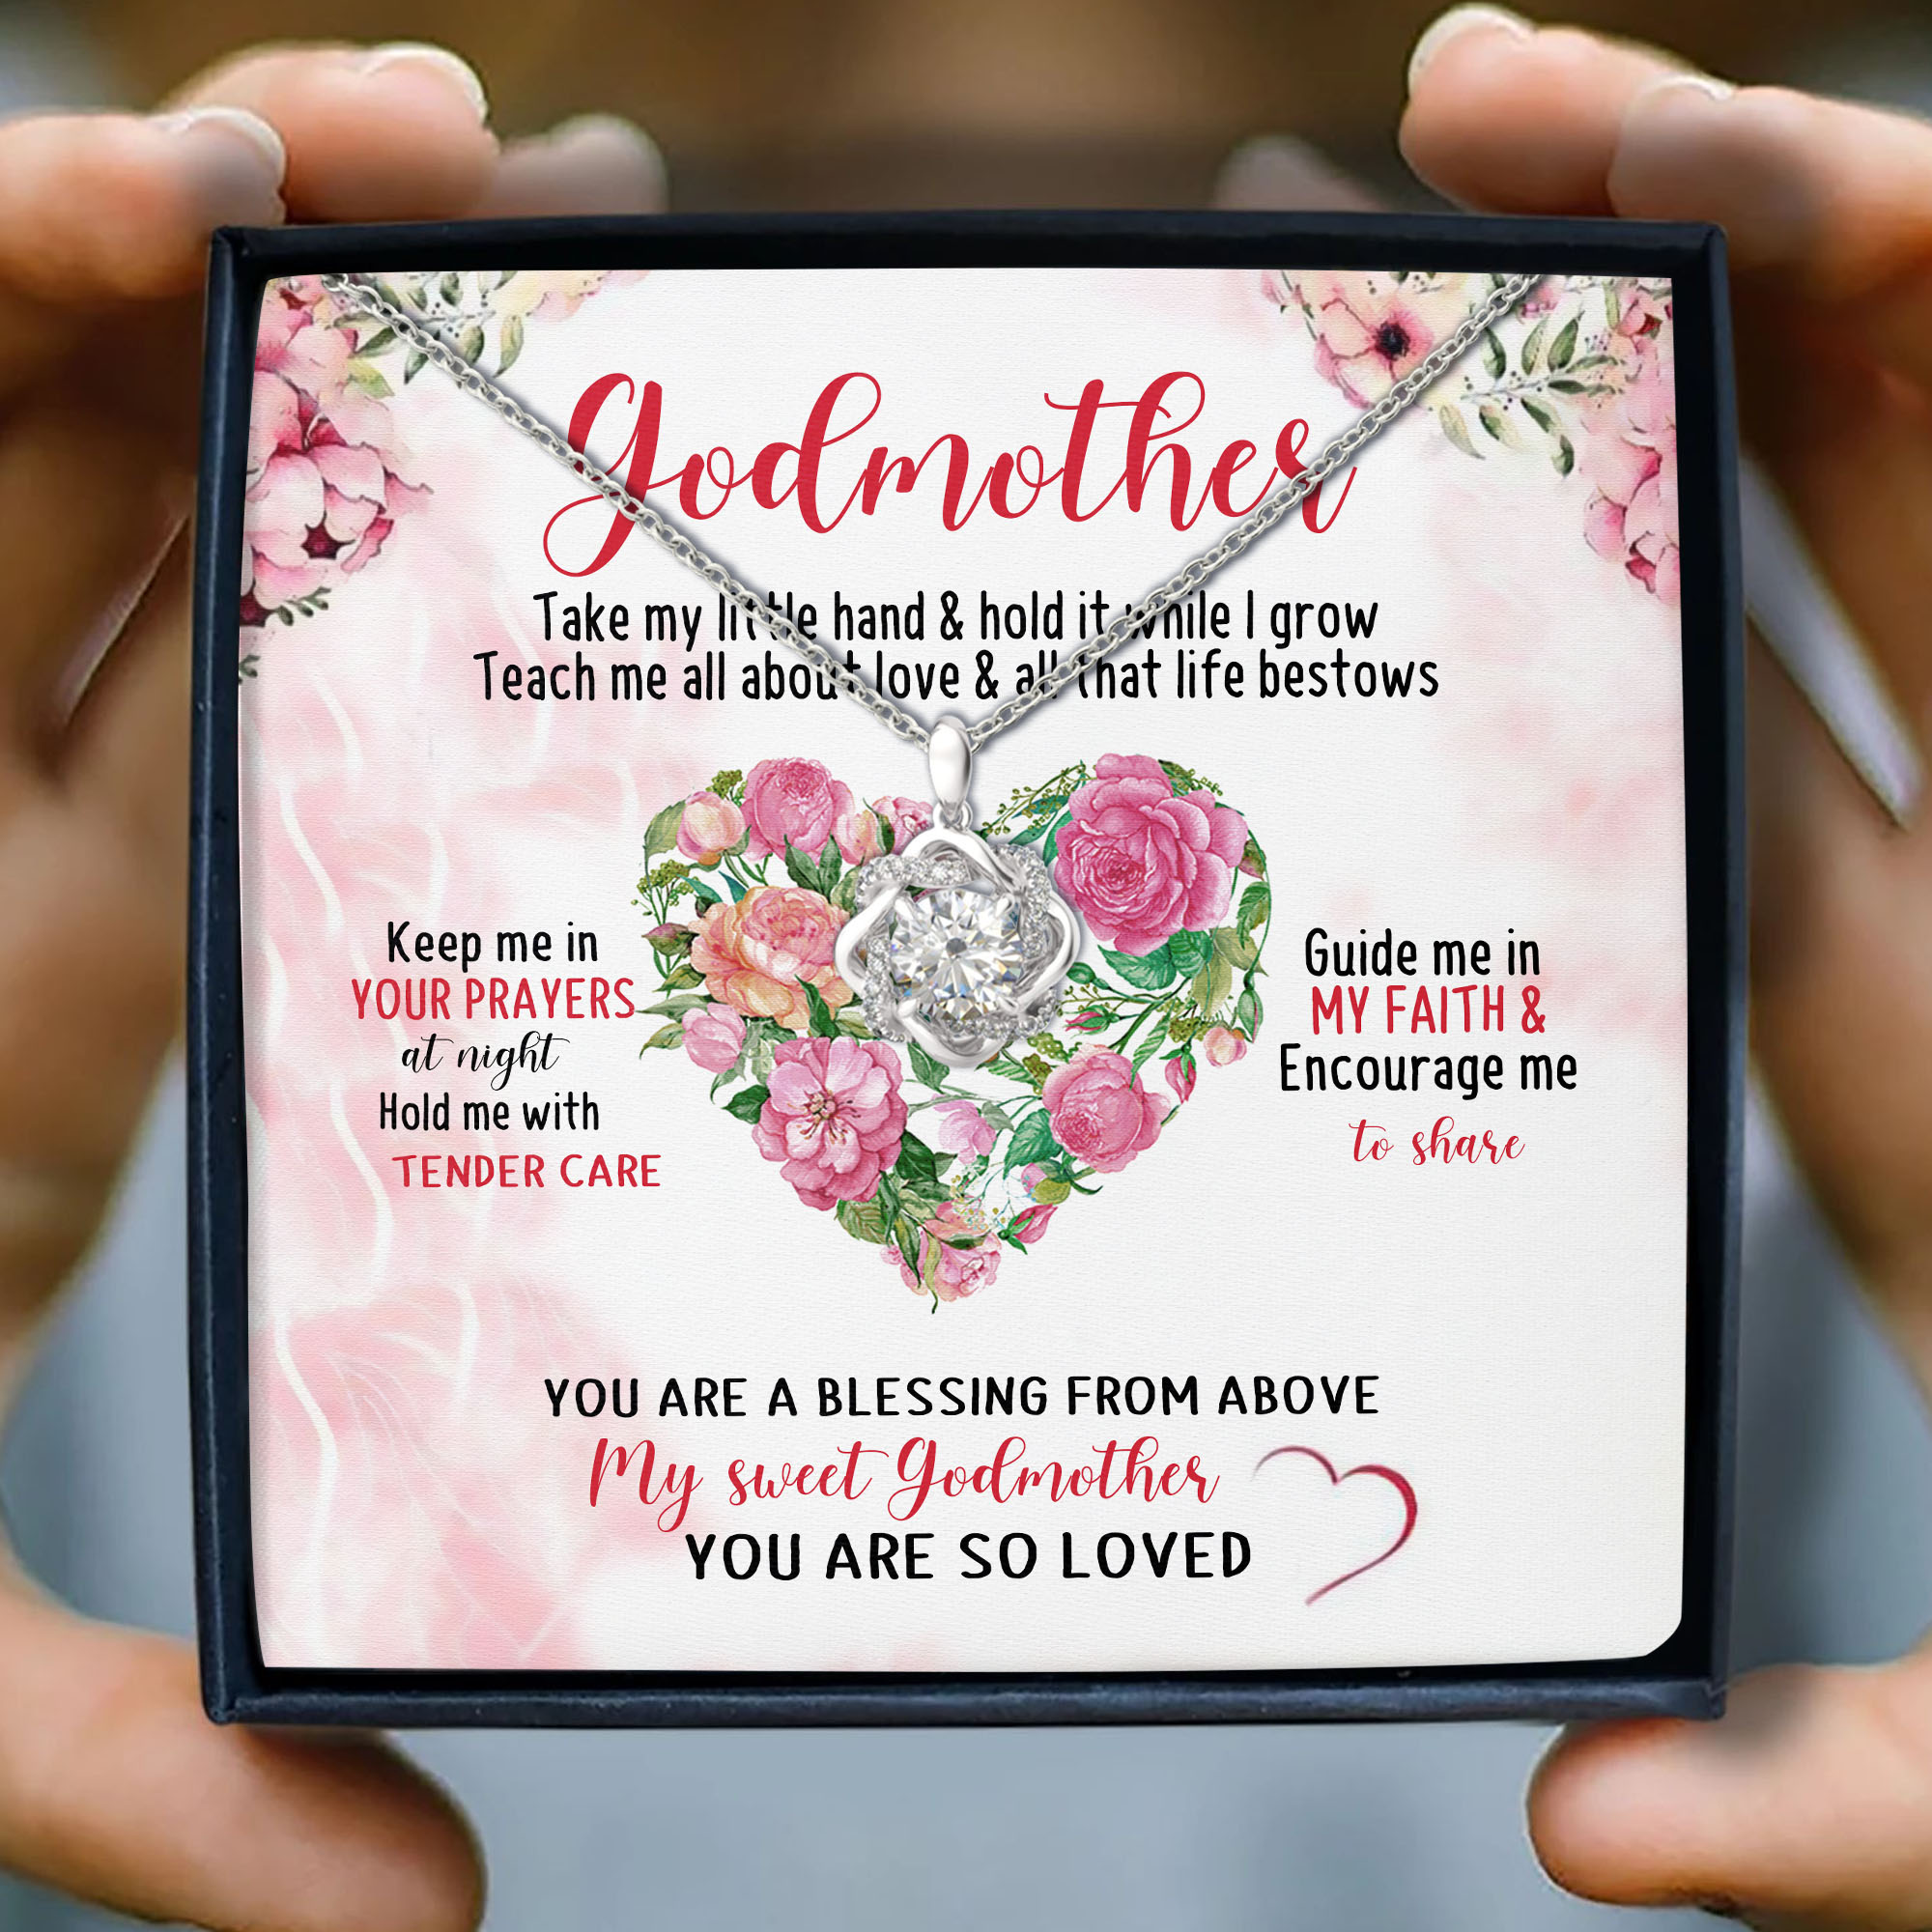 Godmother
Take my little hand & hold it while I grow
Teach me all about love & all that life bestows
Keep me in
YOUR PRAYERS
at night
Hold me with
TENDER CARE
Guide me in
MY FAITH &
Encourage me
to share
YOU ARE A BLESSING FROM ABOVE
My sweet Godmother
YOU ARE SO LOVED